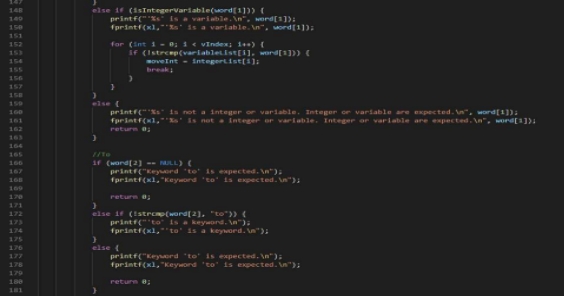 147
148 else if (isIntegerVariable(word[1])) {
149 printf("'%s' is a variable.\n", word[1]);
150 fprintf(xl,"'%s' is a variable.\n", word[1]);
151
152 for (int i = 0; i < vIndex; i++) {
153 if (!strcmp(variableList[i], word[1])) {
154 moveInt = integerList[i];
155 break;
156 }
157 }
158 }
159 else {
160 printf("'%s' is not a integer or variable. Integer or variable are expected.\n", word[1]);
161 fprintf(xl,"'%s' is not a integer or variable. Integer or variable are expected.\n", word[1]);
162 return 0;
163 }
164
165 //To
166 if (word[2] == NULL) {
167 printf("Keyword 'to' is expected.\n");
168 fprintf(xl,"Keyword 'to' is expected.\n");
169
170 return 0;
171 }
172 else if (!strcmp(word[2], "to")) {
173 printf("'to' is a keyword.\n");
174 fprintf(xl,"'to' is a keyword.\n");
175 }
176 else {
177 printf("Keyword 'to' is expected.\n");
178 fprintf(xl,"Keyword 'to' is expected.\n");
179
180 return 0;
181 }